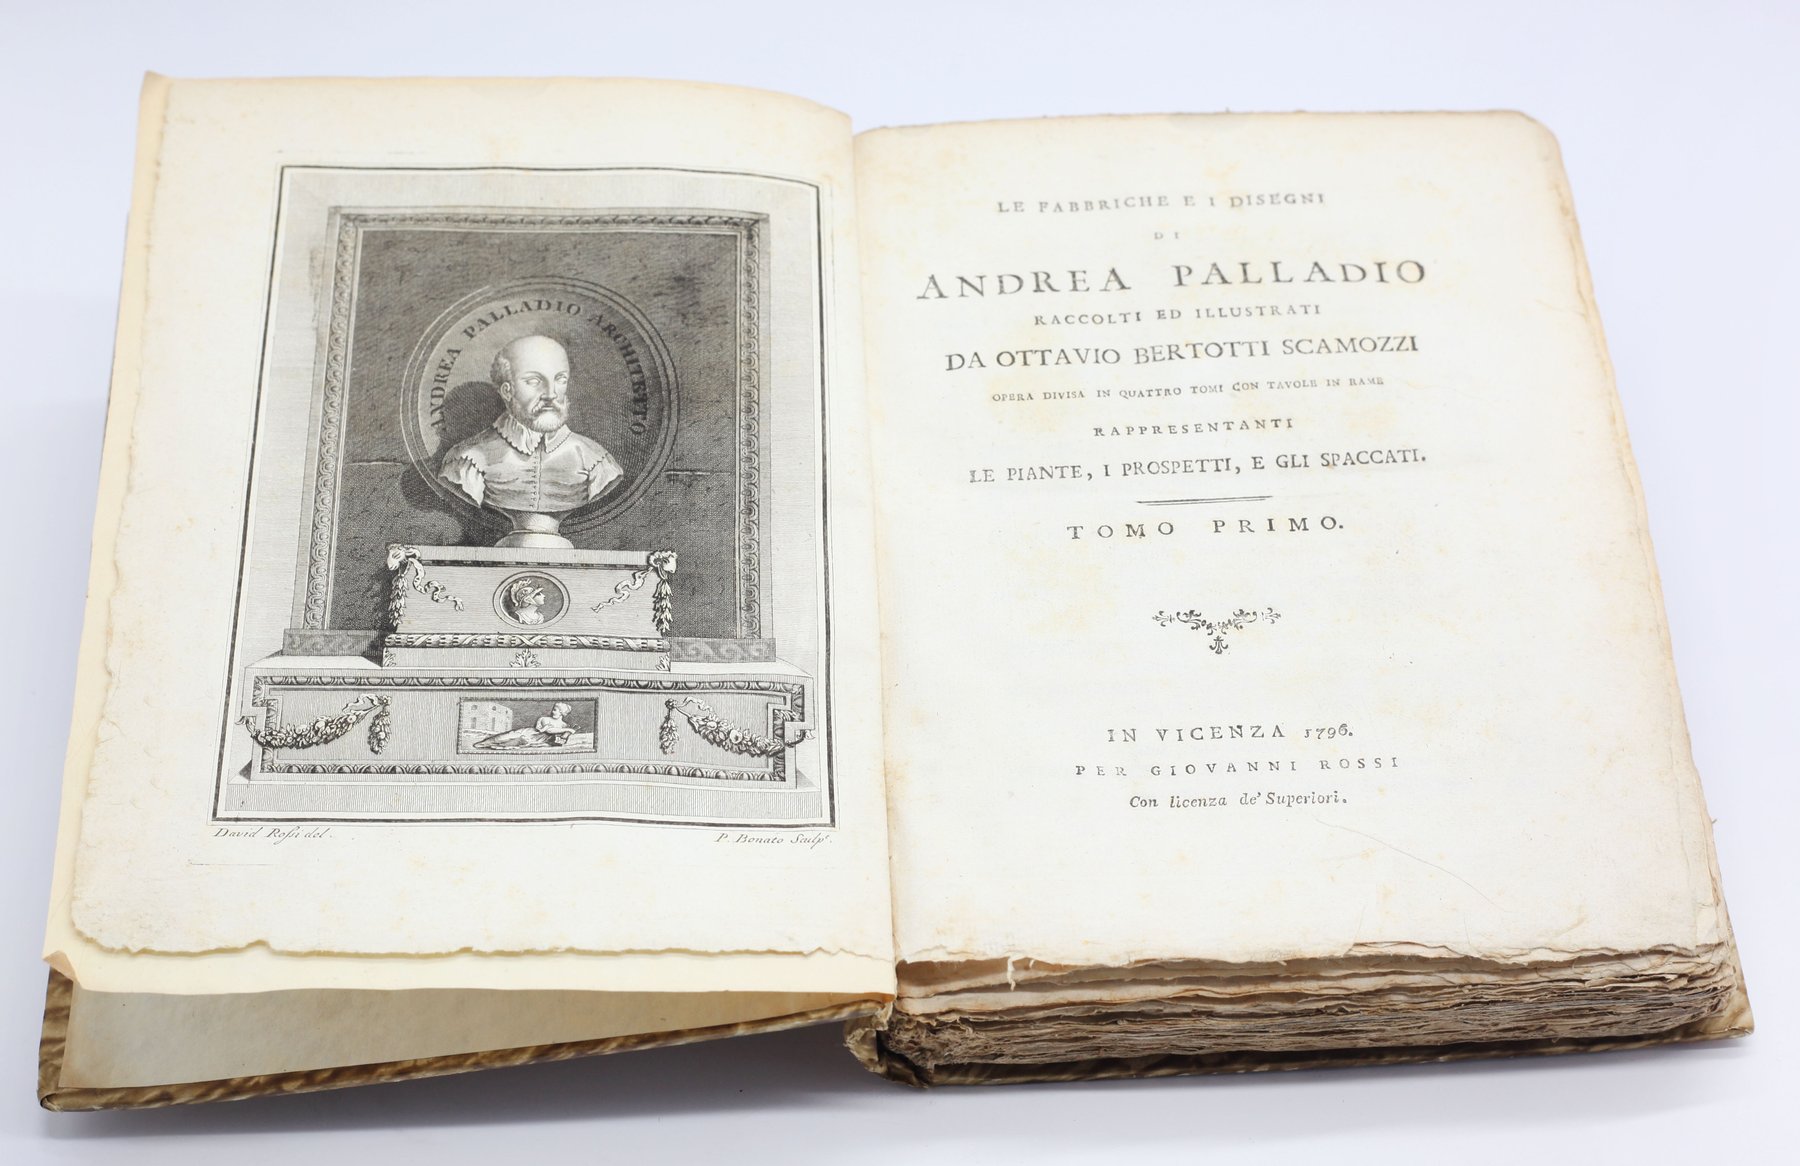 ANDREA PALLADIO ARCHITETTO
David Rossi del.
P. Bonato Sculpt.
LE FABBRICHE E I DISEGNI
DI
ANDREA PALLADIO
RACCOLTI ED ILLUSTRATI
DA OTTAVIO BERTOTTI SCAMOZZI
OPERA DIVISA IN QUATTRO TOMI CON TAVOLE IN RAME
RAPPRESENTANTI
LE PIANTE, I PROSPETTI, E GLI SPACCATI.
TOMO PRIMO.
IN VICENZA 1796.
PER GIOVANNI ROSSI
Con licenza de' Superiori.